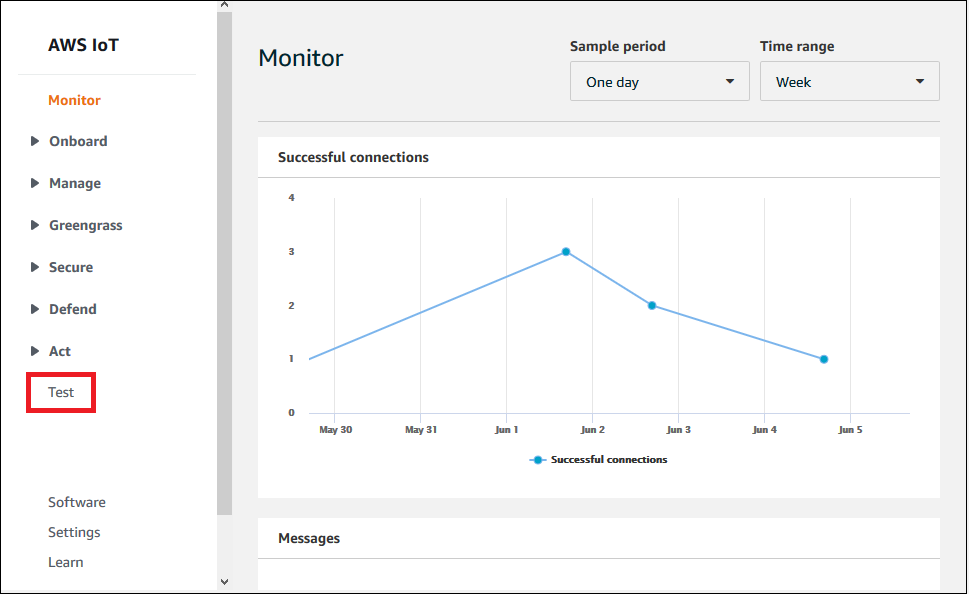 AWS IoT
Monitor
Onboard
Manage
Greengrass
Secure
Defend
Act
Test
Software
Settings
Learn
Monitor
Sample period
One day
Time range
Week
Successful connections
4
3
2
1
0
May 30 May 31 Jun 1 Jun 2 Jun 3 Jun 4 Jun 5
Successful connections
Messages